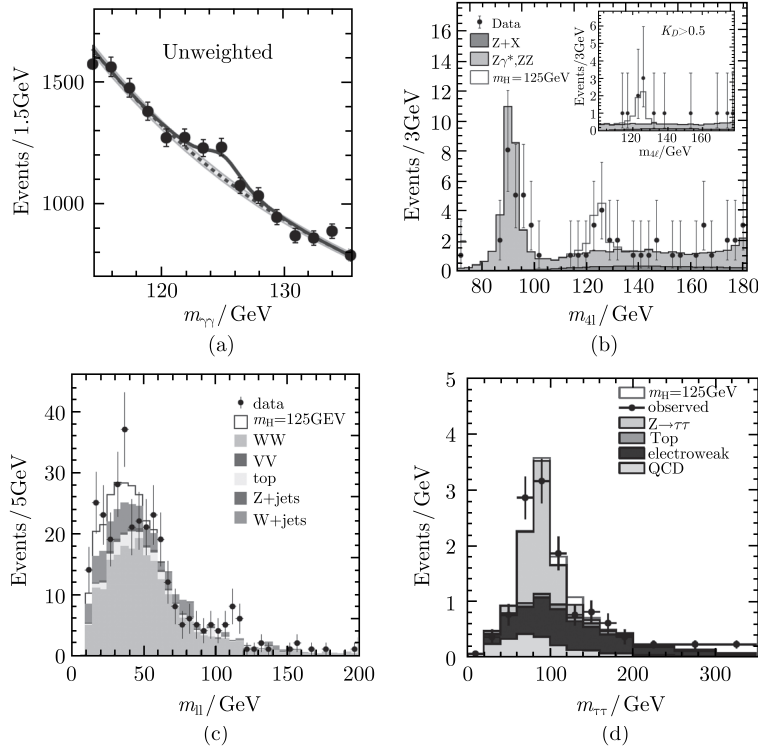 Unweighted
Events / 1.5GeV
1500
1000
120
130
m_γγ / GeV
(a)
Data
Z+X
Zγ*,ZZ
m_H=125GeV
Events / 3GeV
16
14
12
10
8
6
4
2
0
80
100
120
140
160
180
m_4l / GeV
K_D>0.5
Events/3GeV
6
5
4
3
2
1
0
120
140
160
m_4ℓ/GeV
(b)
data
m_H=125GEV
WW
VV
top
Z+jets
W+jets
Events / 5GeV
40
30
20
10
0
0
50
100
150
200
m_ll / GeV
(c)
m_H=125GeV
observed
Z→ττ
Top
electroweak
QCD
Events / GeV
5
4
3
2
1
0
0
100
200
300
m_ττ / GeV
(d)